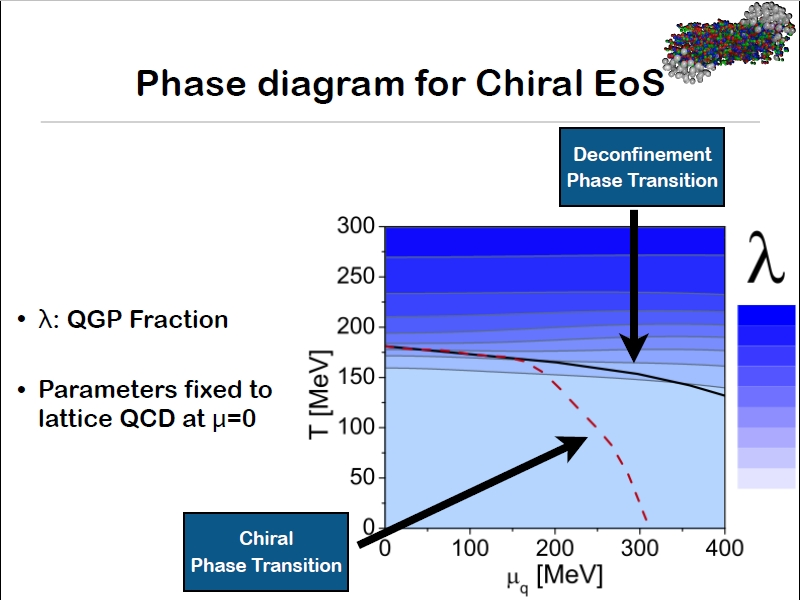 Phase diagram for Chiral EoS
Deconfinement
Phase Transition
λ
• λ: QGP Fraction
• Parameters fixed to
lattice QCD at μ=0
T [MeV]
300
250
200
150
100
50
0
0 100 200 300 400
μq [MeV]
Chiral
Phase Transition